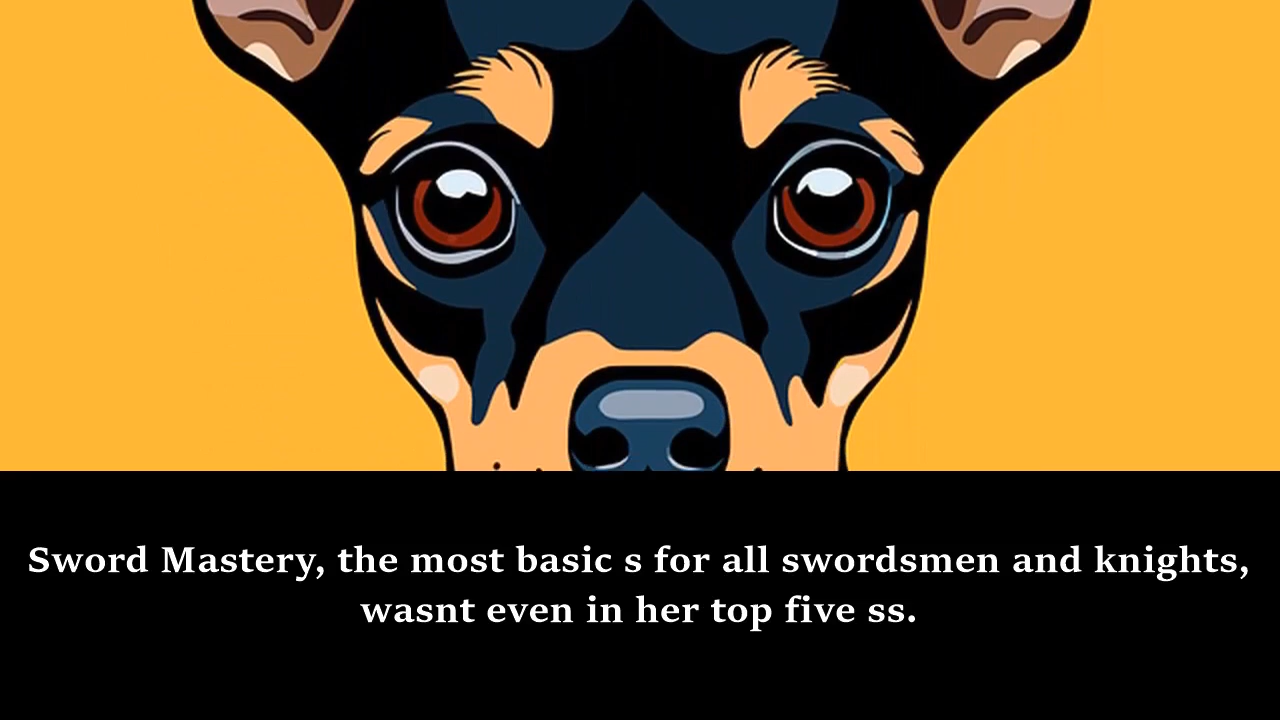 Sword Mastery, the most basic s for all swordsmen and knights,
wasnt even in her top five ss.